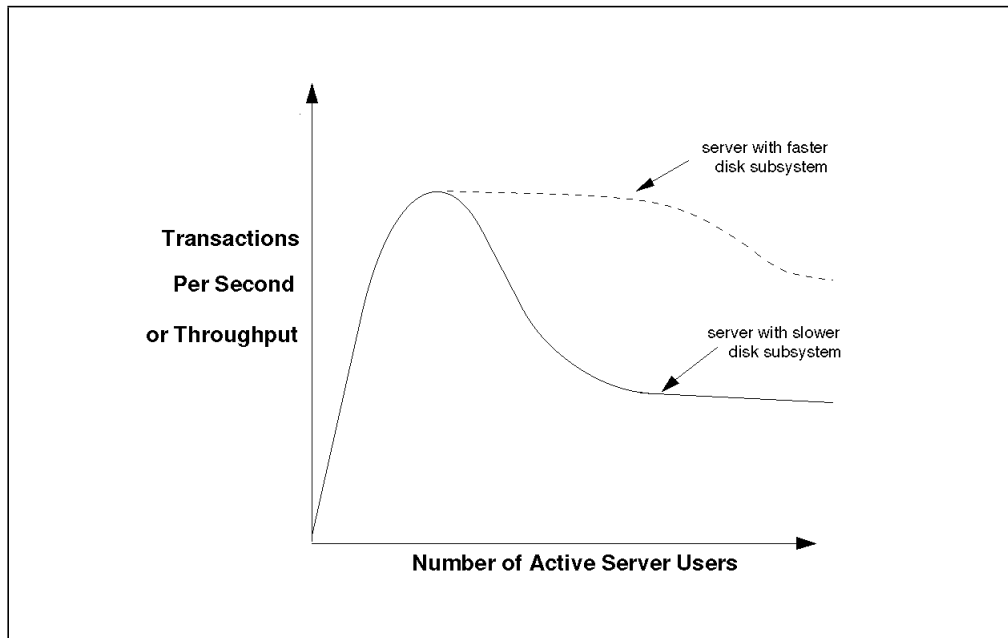 server with faster
disk subsystem
Transactions
Per Second
or Throughput
server with slower
disk subsystem
Number of Active Server Users